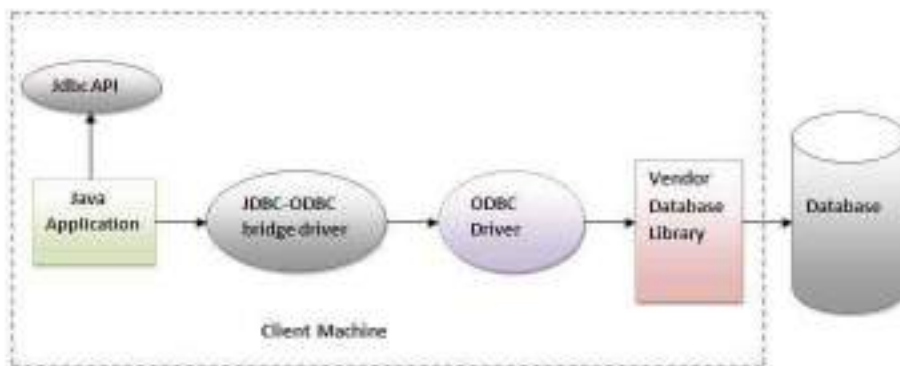 Jdbc API
Java
Application
JDBC-ODBC
bridge driver
ODBC
Driver
Vendor
Database
Library
Database
Client Machine